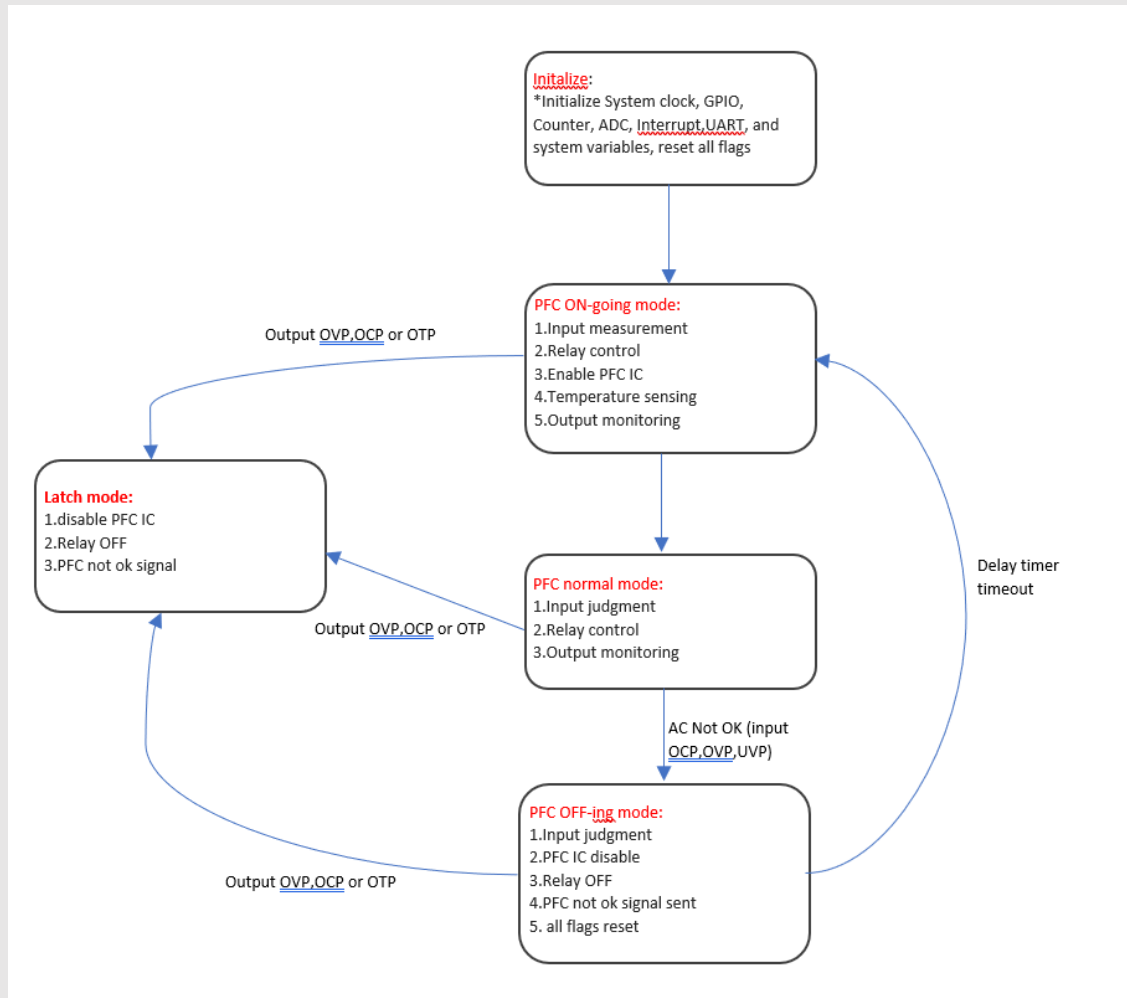 Initalize:
*Initialize System clock, GPIO,
Counter, ADC, Interrupt,UART, and
system variables, reset all flags
PFC ON-going mode:
1.Input measurement
2.Relay control
3.Enable PFC IC
4.Temperature sensing
5.Output monitoring
Output OVP,OCP or OTP
Latch mode:
1.disable PFC IC
2.Relay OFF
3.PFC not ok signal
Output OVP,OCP or OTP
PFC normal mode:
1.Input judgment
2.Relay control
3.Output monitoring
Delay timer
timeout
AC Not OK (input
OCP,OVP,UVP)
PFC OFF-ing mode:
1.Input judgment
2.PFC IC disable
3.Relay OFF
4.PFC not ok signal sent
5. all flags reset
Output OVP,OCP or OTP